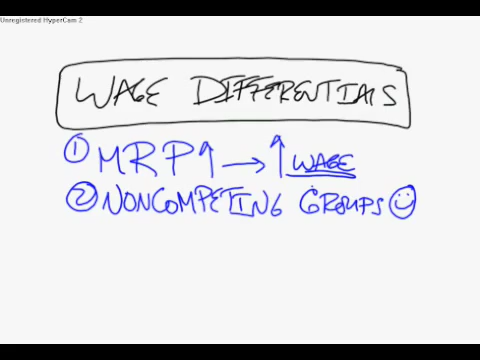 Unregistered HyperCam 2
WAGE DIFFERENTIALS
① MRP↑ → ↑ WAGE
② NONCOMPETING GROUPS ☺